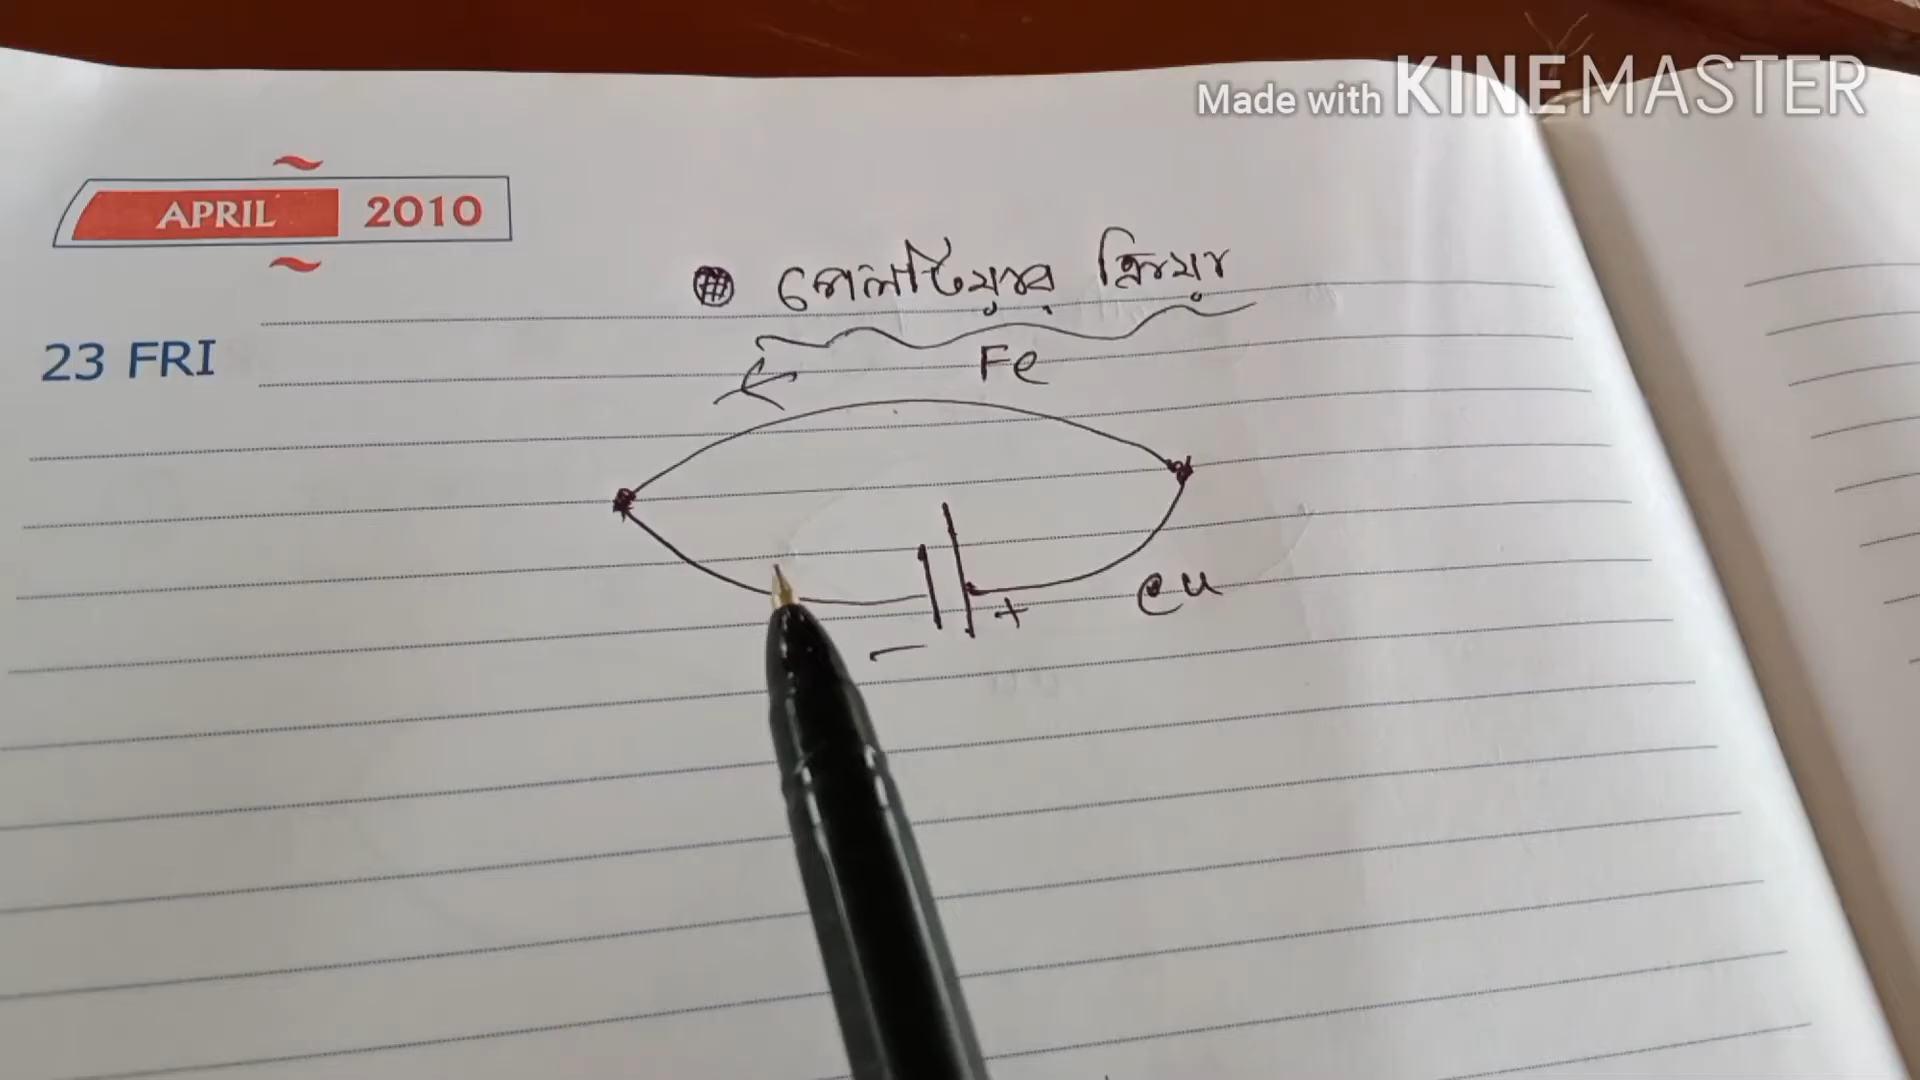 Made with KINEMASTER
APRIL 2010
পেলটিয়ার ক্রিয়া
23 FRI
Fe
Cu
+
−